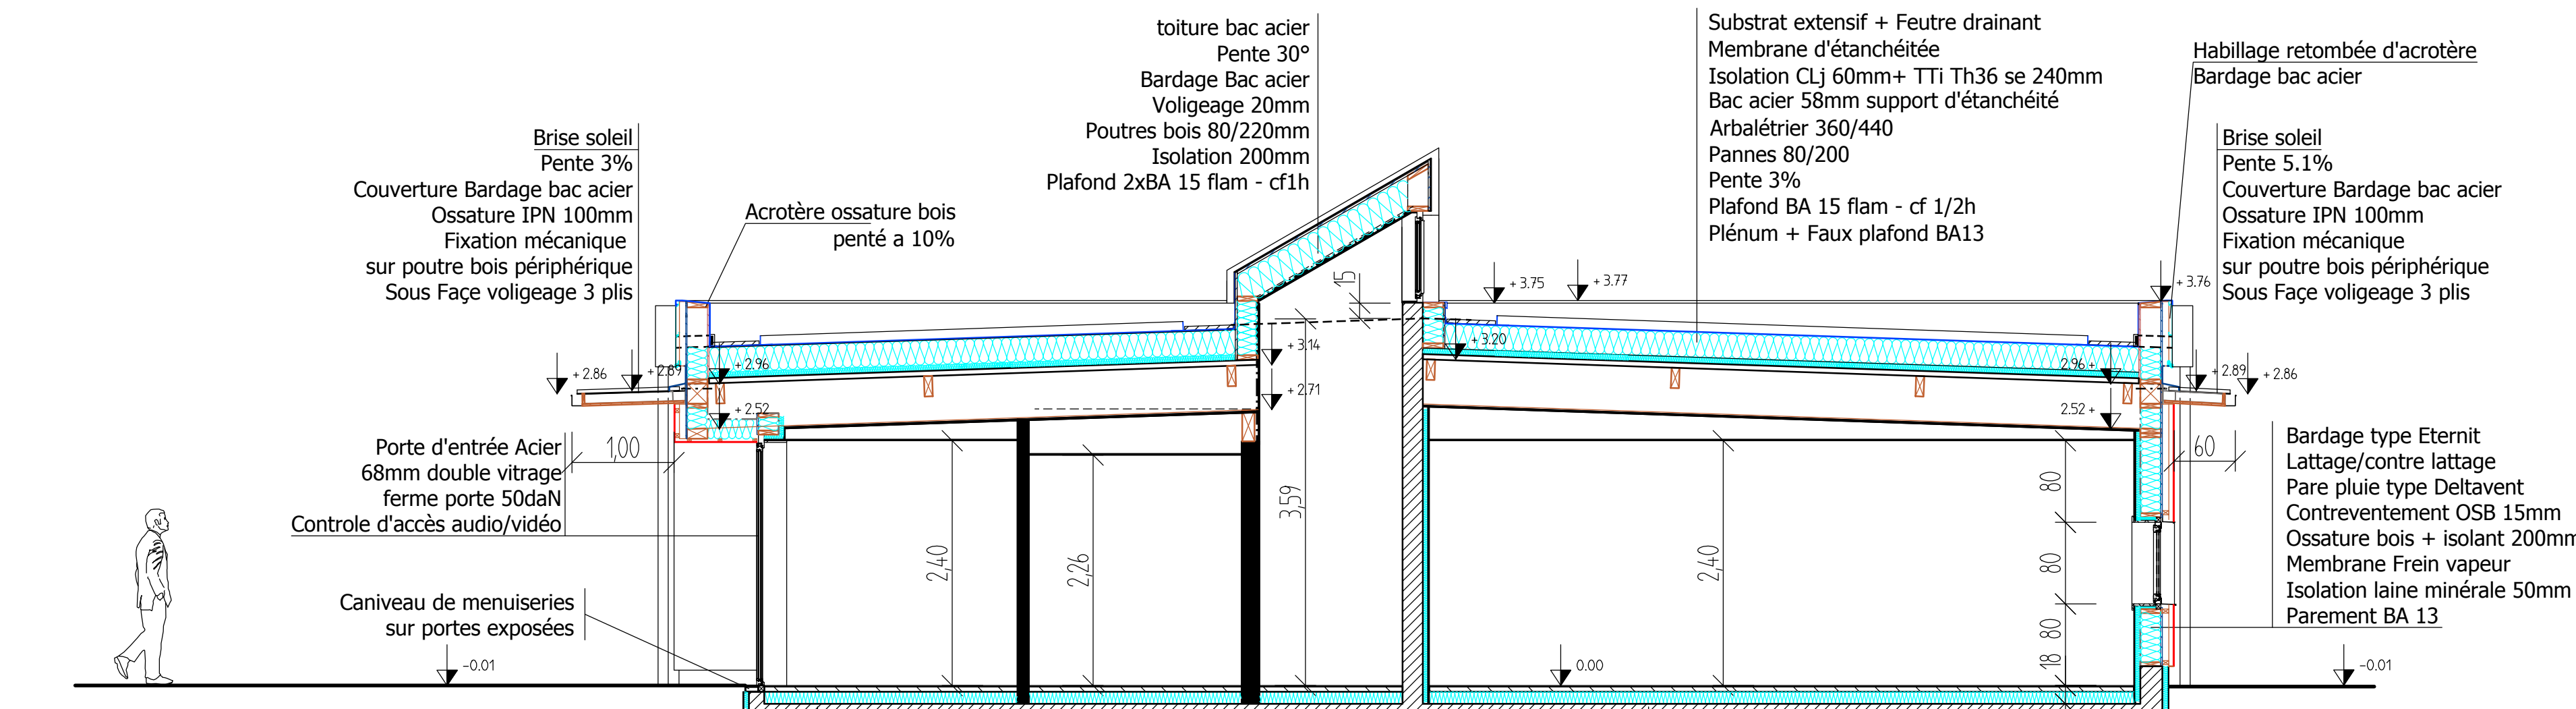 toiture bac acier
Pente 30°
Bardage Bac acier
Voligeage 20mm
Poutres bois 80/220mm
Isolation 200mm
Plafond 2xBA 15 flam - cf1h
Substrat extensif + Feutre drainant
Membrane d'étanchéitée
Isolation CLj 60mm+ TTi Th36 se 240mm
Bac acier 58mm support d'étanchéité
Arbalétrier 360/440
Pannes 80/200
Pente 3%
Plafond BA 15 flam - cf 1/2h
Plénum + Faux plafond BA13
Habillage retombée d'acrotère
Bardage bac acier
Brise soleil
Pente 3%
Couverture Bardage bac acier
Ossature IPN 100mm
Fixation mécanique
sur poutre bois périphérique
Sous Façe voligeage 3 plis
Acrotère ossature bois
penté a 10%
Brise soleil
Pente 5.1%
Couverture Bardage bac acier
Ossature IPN 100mm
Fixation mécanique
sur poutre bois périphérique
Sous Façe voligeage 3 plis
15
+ 3.75
+ 3.77
+ 3.76
+ 3.14
+ 3.20
+ 2.86
+ 2.89
+ 2.96
2.96 +
+ 2.89
+ 2.86
+ 2.71
+ 2.52
2.52 +
Porte d'entrée Acier
68mm double vitrage
ferme porte 50daN
Controle d'accès audio/vidéo
1,00
60
2,40
2,26
3,59
2,40
80
80
80
18
Bardage type Eternit
Lattage/contre lattage
Pare pluie type Deltavent
Contreventement OSB 15mm
Ossature bois + isolant 200mm
Membrane Frein vapeur
Isolation laine minérale 50mm
Parement BA 13
Caniveau de menuiseries
sur portes exposées
-0.01
0.00
-0.01